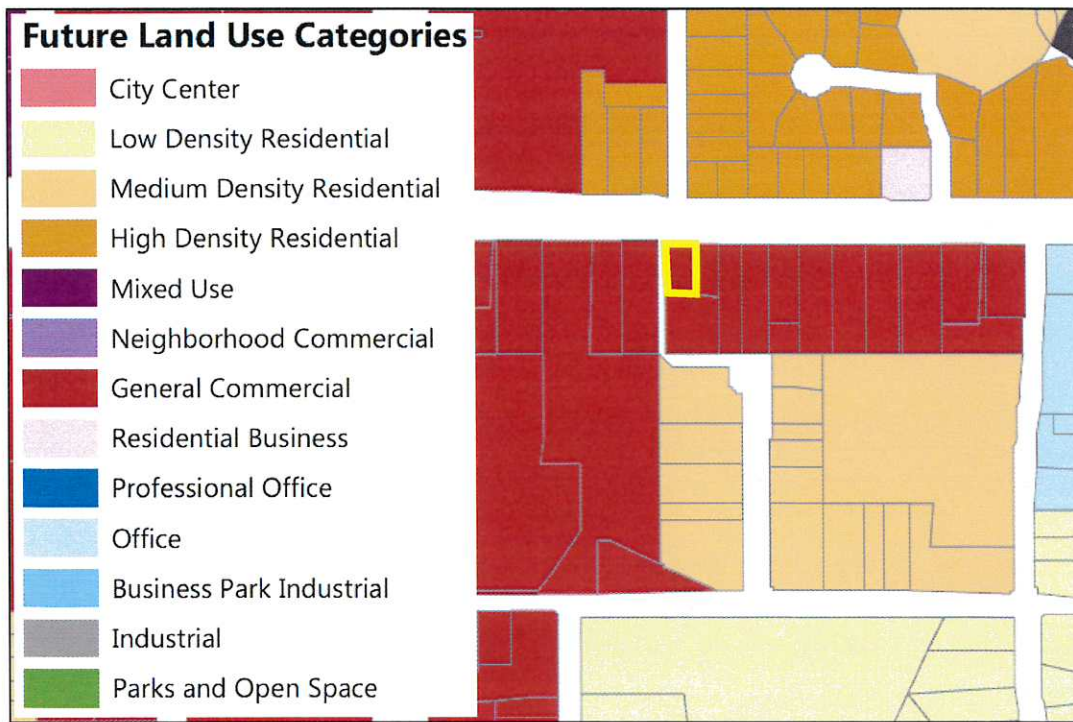 Future Land Use Categories
City Center
Low Density Residential
Medium Density Residential
High Density Residential
Mixed Use
Neighborhood Commercial
General Commercial
Residential Business
Professional Office
Office
Business Park Industrial
Industrial
Parks and Open Space